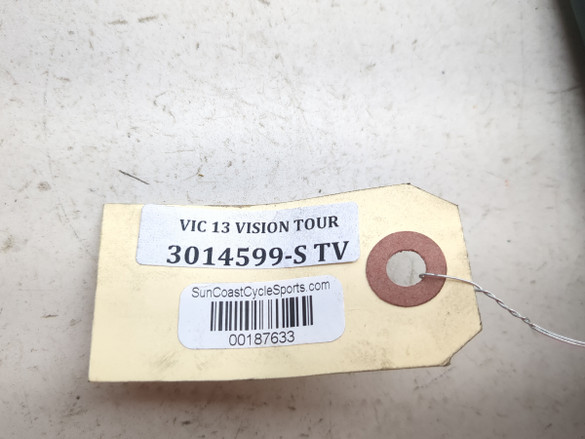 VIC 13 VISION TOUR
3014599-S TV
SunCoastCycleSports.com
00187633